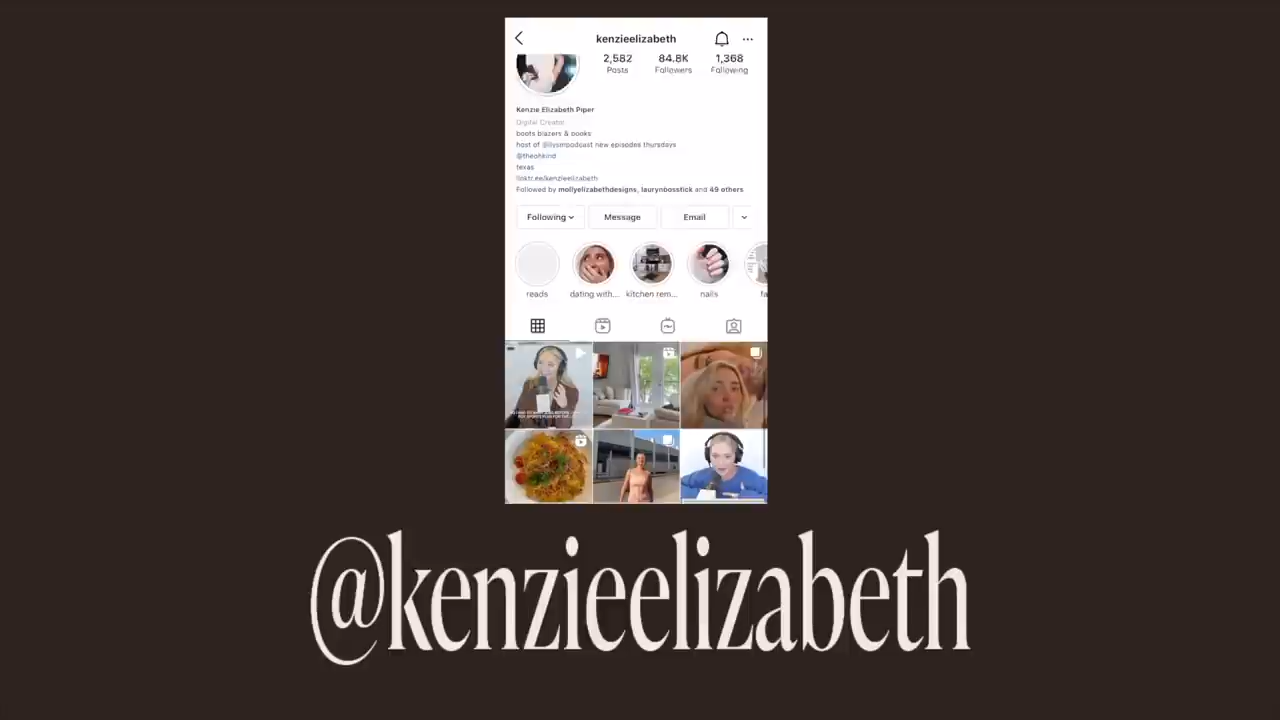 kenzieelizabeth
2,582 84.8K 1,368
Posts Followers Following
Kenzie Elizabeth Piper
Digital Creator
boots blazers & books
host of @ilysmpodcast new episodes thursdays
@theohkind
texas
linktr.ee/kenzieelizabeth
Followed by mollyelizabethdesigns, laurynbosstick and 49 others
Following Message Email
reads dating with... kitchen rem... nails fa
@kenzieelizabeth